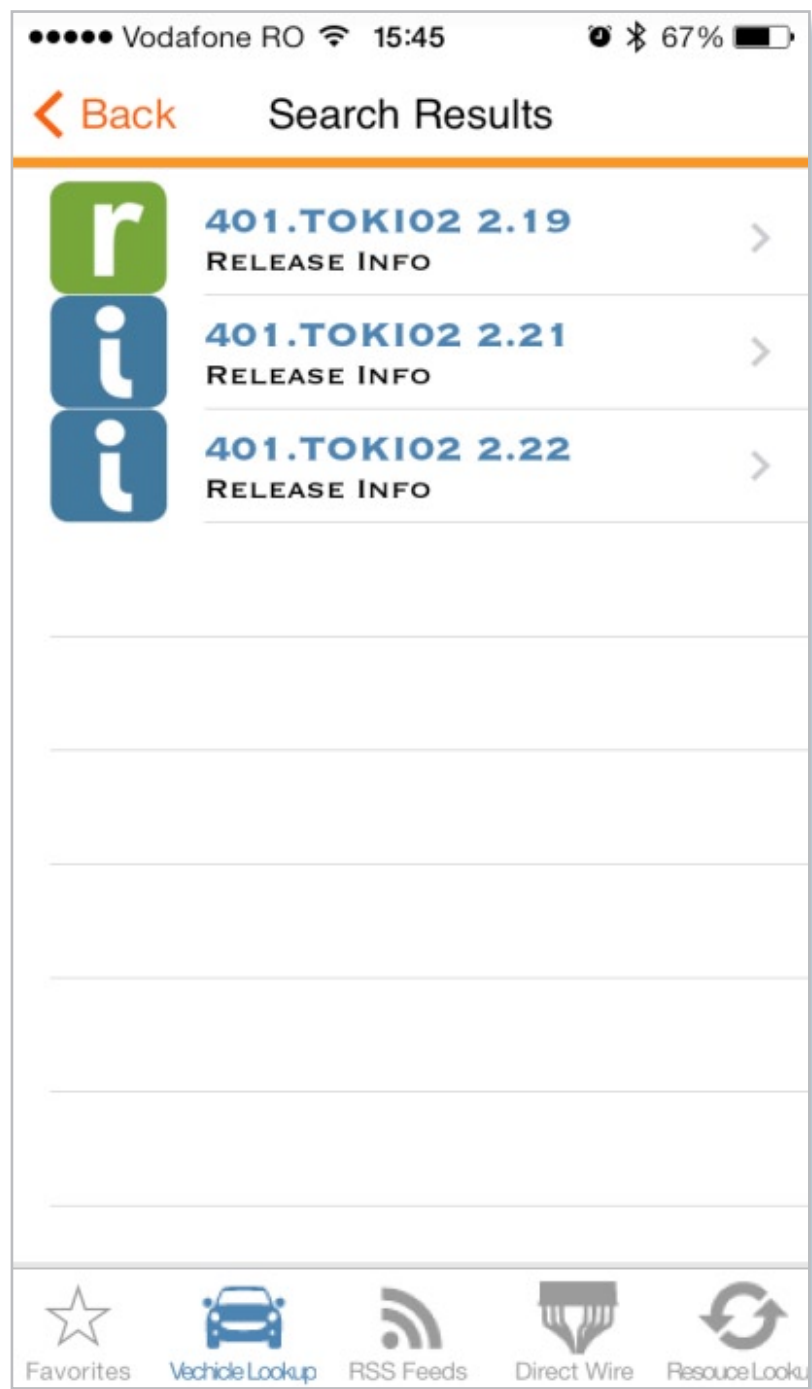 Vodafone RO 15:45 67%
Back Search Results
r
401.TOKI02 2.19
RELEASE INFO
i
401.TOKI02 2.21
RELEASE INFO
i
401.TOKI02 2.22
RELEASE INFO
Favorites Vechicle Lookup RSS Feeds Direct Wire Resouce Looku